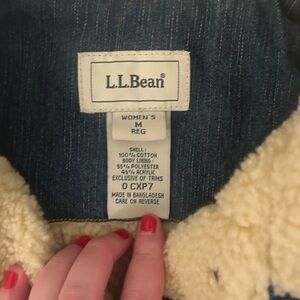 L.L.Bean®
WOMEN'S
M
REG
SHELL:
100% COTTON
BODY LINING:
55% POLYESTER
45% ACRYLIC
EXCLUSIVE OF TRIMS
0 CXP7
MADE IN BANGLADESH
CARE ON REVERSE